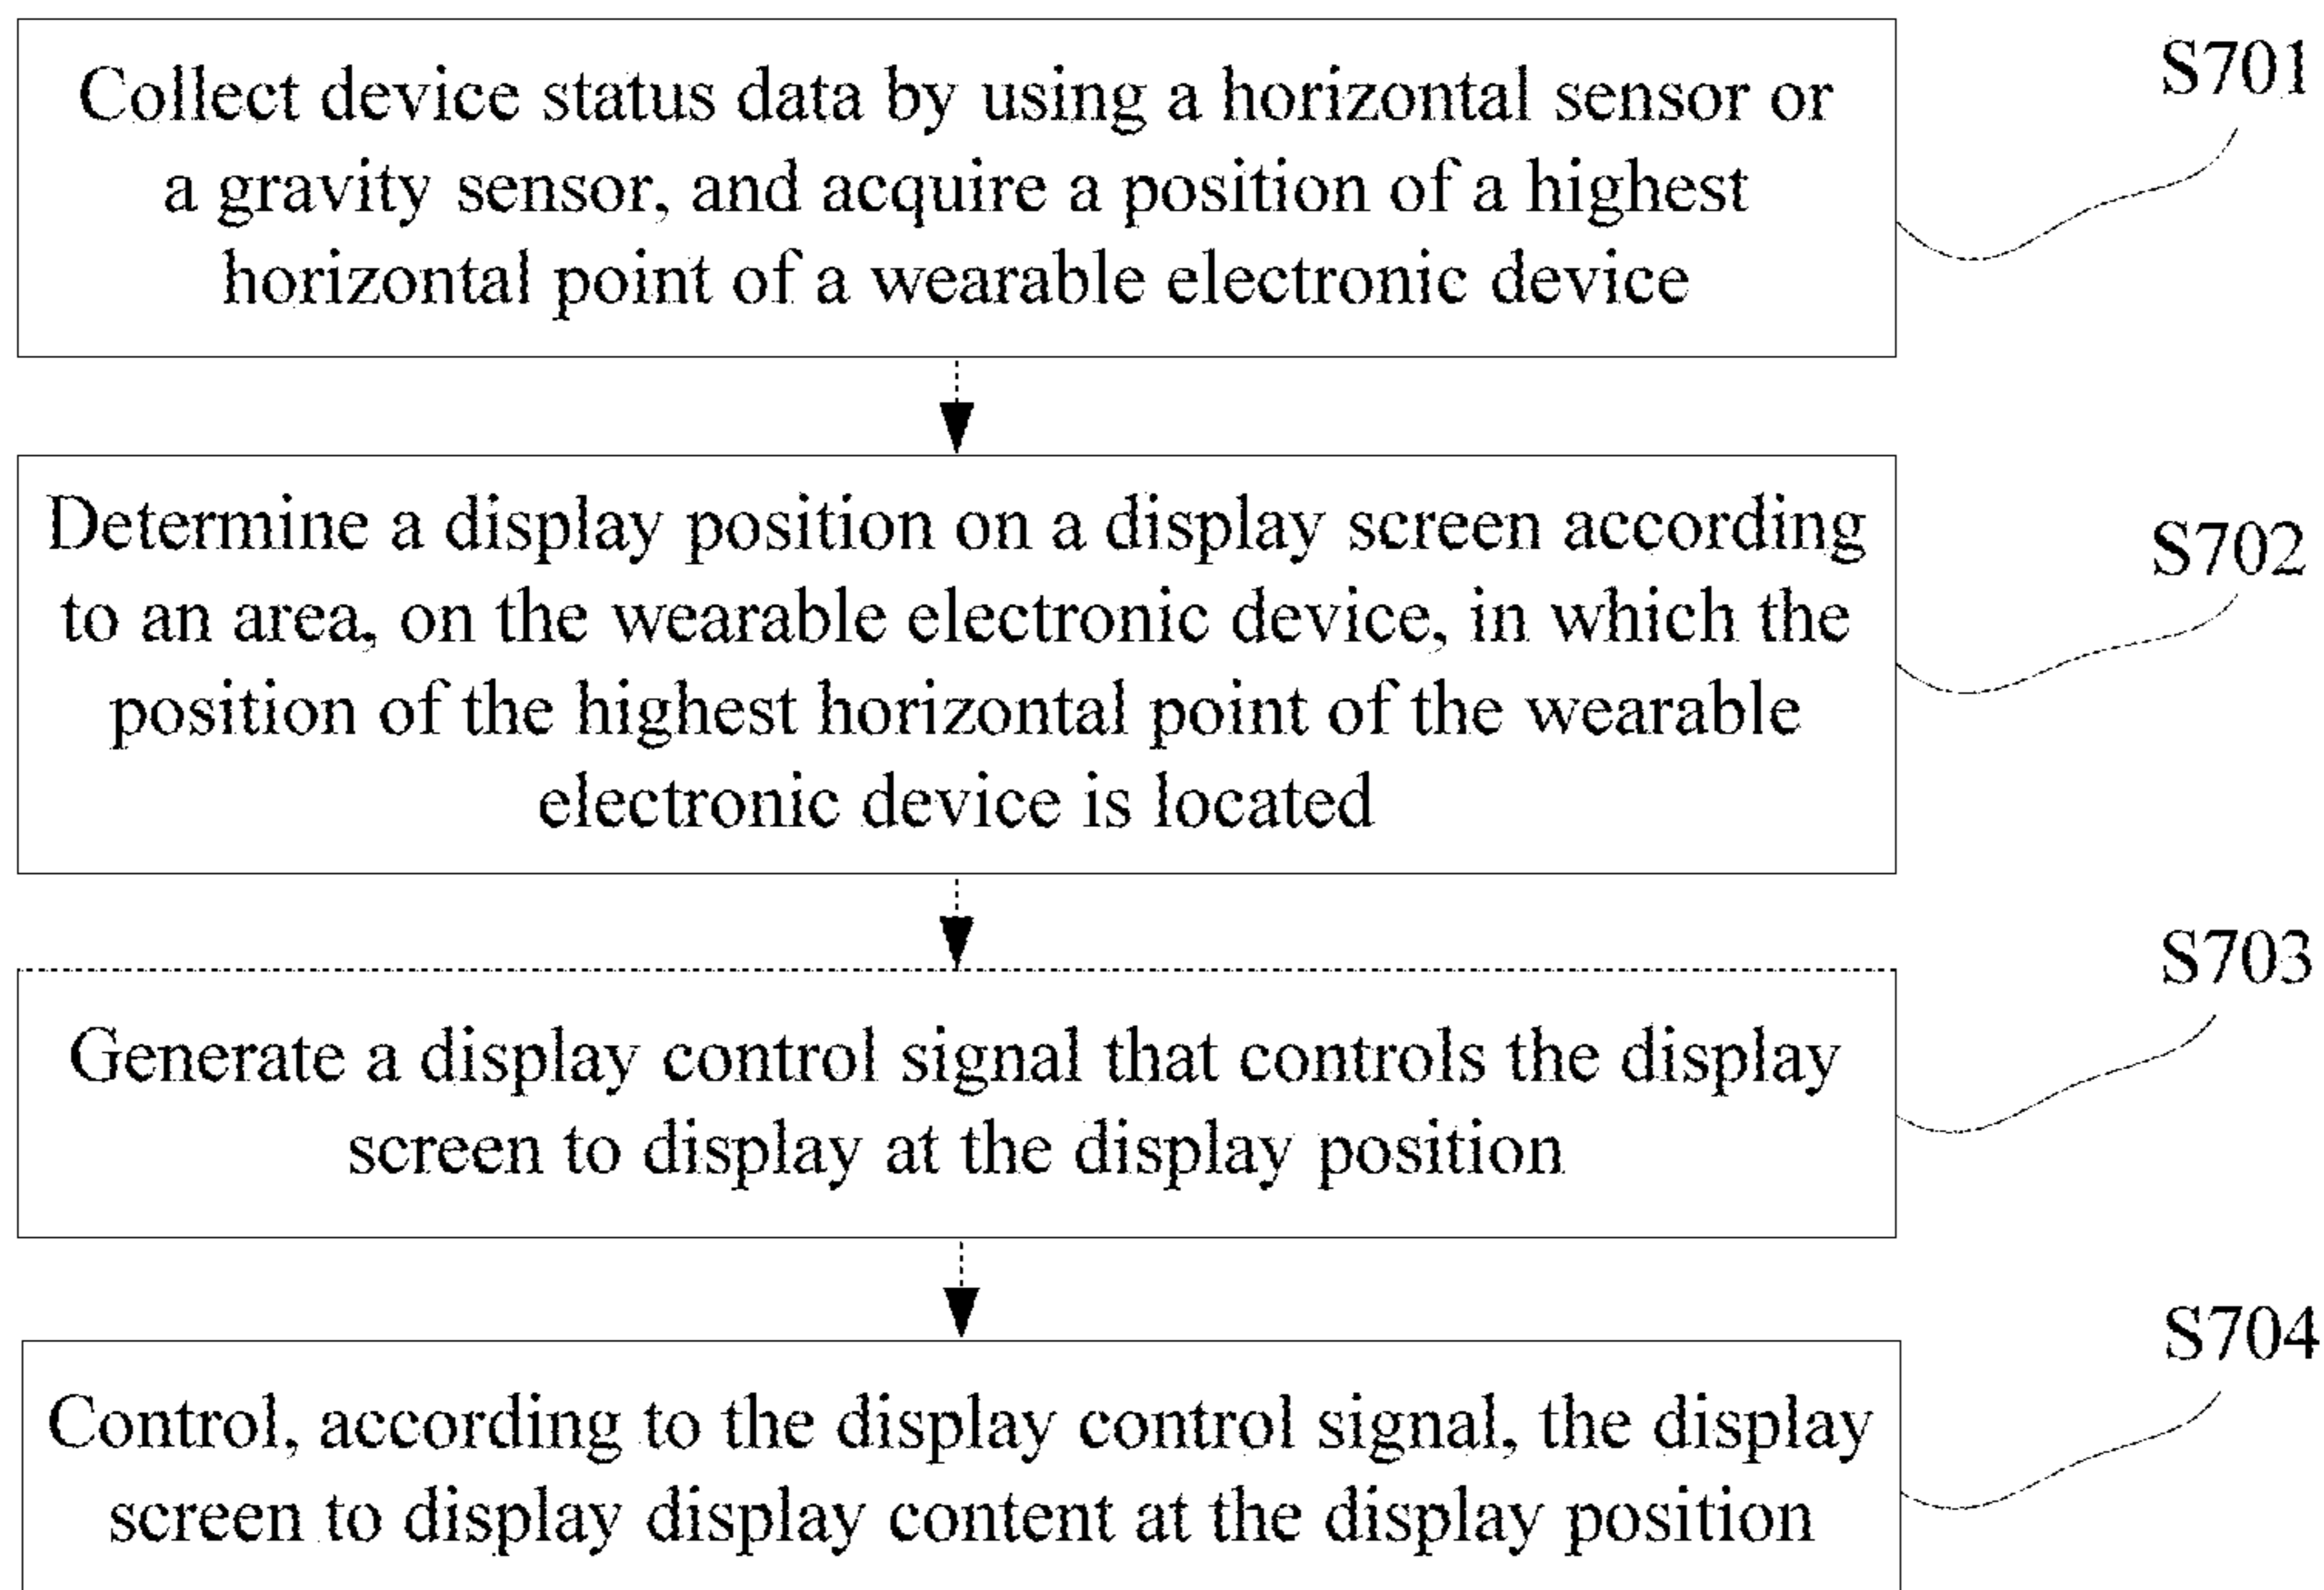 Collect device status data by using a horizontal sensor or
a gravity sensor, and acquire a position of a highest
horizontal point of a wearable electronic device
S701
Determine a display position on a display screen according
to an area, on the wearable electronic device, in which the
position of the highest horizontal point of the wearable
electronic device is located
S702
Generate a display control signal that controls the display
screen to display at the display position
S703
Control, according to the display control signal, the display
screen to display display content at the display position
S704